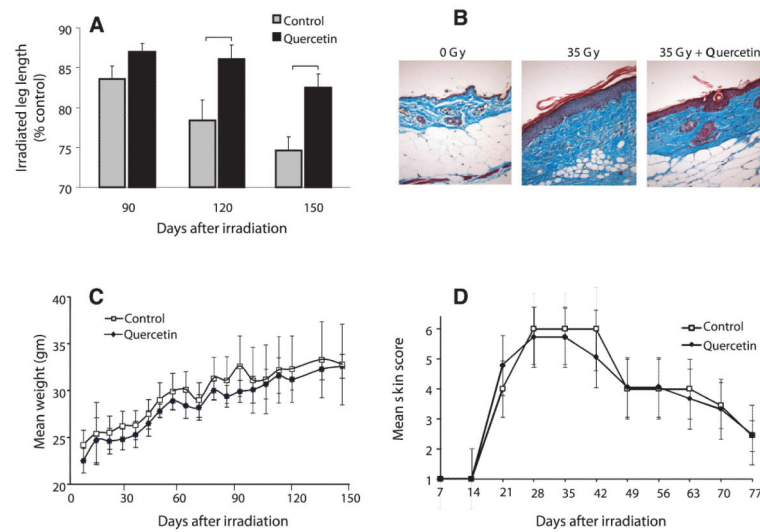 A
Control
Quercetin
Irradiated leg length
(% control)
90
85
80
75
70
90 120 150
Days after irradiation
B
0 Gy 35 Gy 35 Gy + Quercetin
C
Control
Quercetin
Mean weight (gm)
40
35
30
25
20
0 30 60 90 120 150
Days after irradiation
D
Control
Quercetin
Mean s kin score
6
5
4
3
2
1
7 14 21 28 35 42 49 56 63 70 77
Days after irradiation